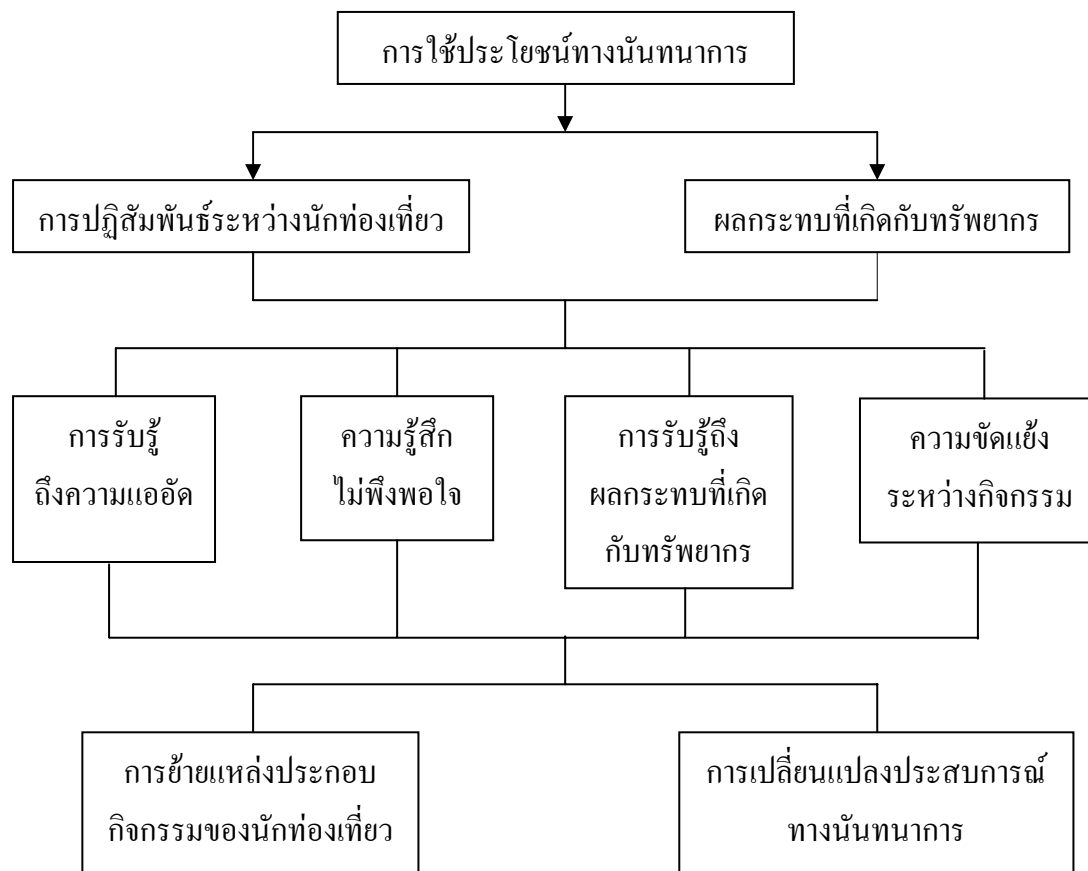 การใช้ประโยชน์ทางนันทนาการ
การปฏิสัมพันธ์ระหว่างนักท่องเที่ยว
ผลกระทบที่เกิดกับทรัพยากร
การรับรู้
ถึงความแออัด
ความรู้สึก
ไม่พึงพอใจ
การรับรู้ถึง
ผลกระทบที่เกิด
กับทรัพยากร
ความขัดแย้ง
ระหว่างกิจกรรม
การย้ายแหล่งประกอบ
กิจกรรมของนักท่องเที่ยว
การเปลี่ยนแปลงประสบการณ์
ทางนันทนาการ